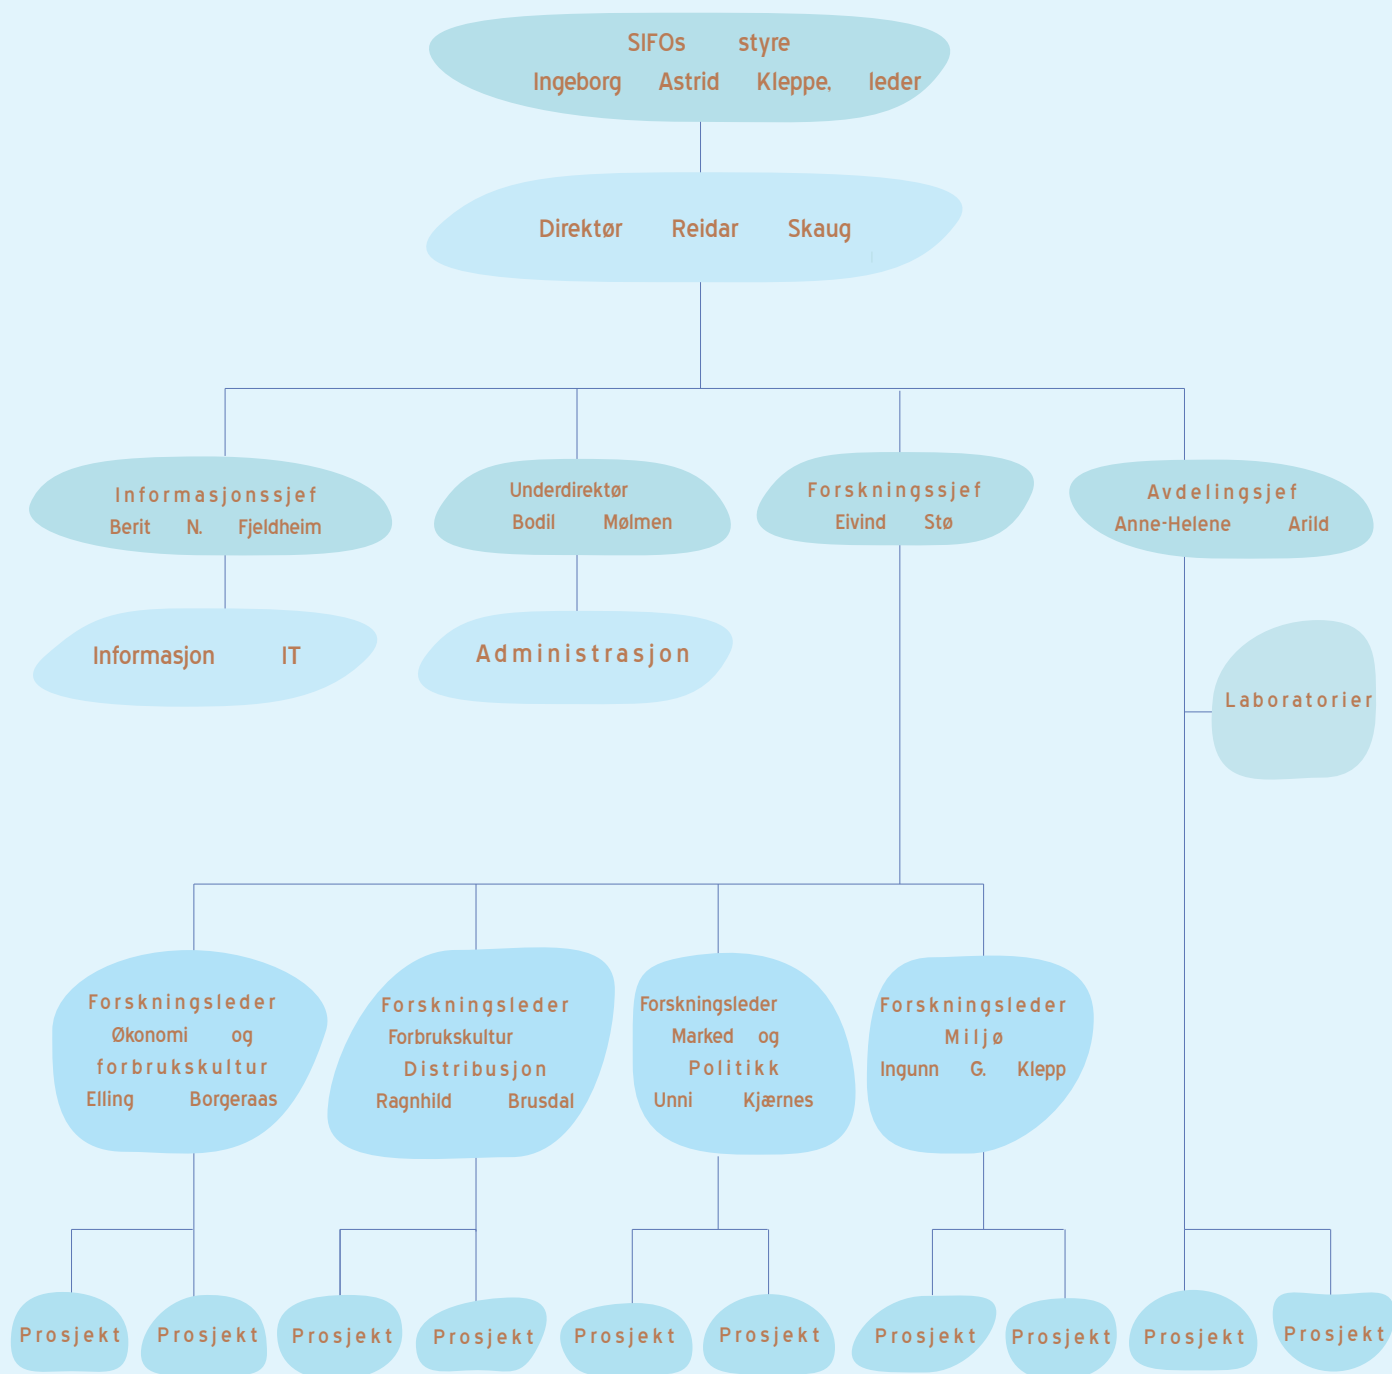 SIFOs styre
Ingeborg Astrid Kleppe, leder
Direktør Reidar Skaug
Informasjonssjef
Berit N. Fjeldheim
Underdirektør
Bodil Mølmen
Forskningssjef
Eivind Stø
Avdelingsjef
Anne-Helene Arild
Informasjon IT
Administrasjon
Laboratorier
Forskningsleder
Økonomi og
forbrukskultur
Elling Borgeraas
Forskningsleder
Forbrukskultur
Distribusjon
Ragnhild Brusdal
Forskningsleder
Marked og
Politikk
Unni Kjærnes
Forskningsleder
Miljø
Ingunn G. Klepp
Prosjekt
Prosjekt
Prosjekt
Prosjekt
Prosjekt
Prosjekt
Prosjekt
Prosjekt
Prosjekt
Prosjekt